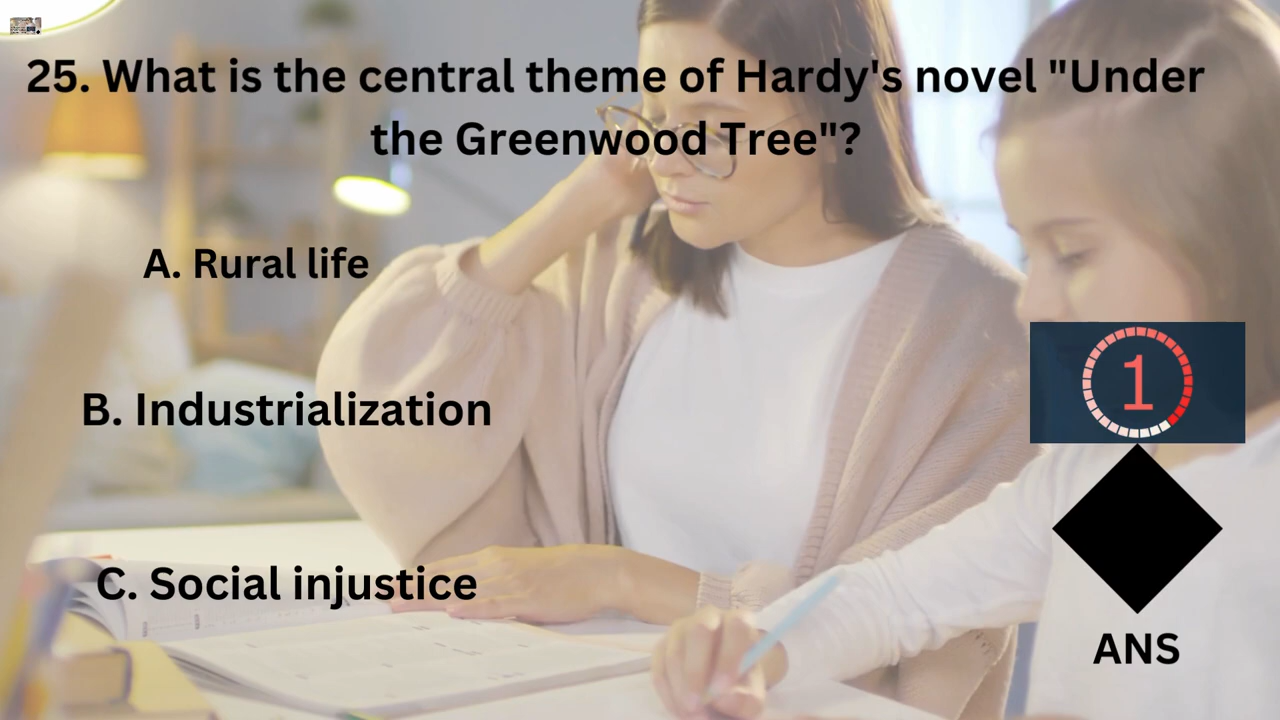 25. What is the central theme of Hardy's novel "Under
the Greenwood Tree"?
A. Rural life
B. Industrialization
1
C. Social injustice
ANS